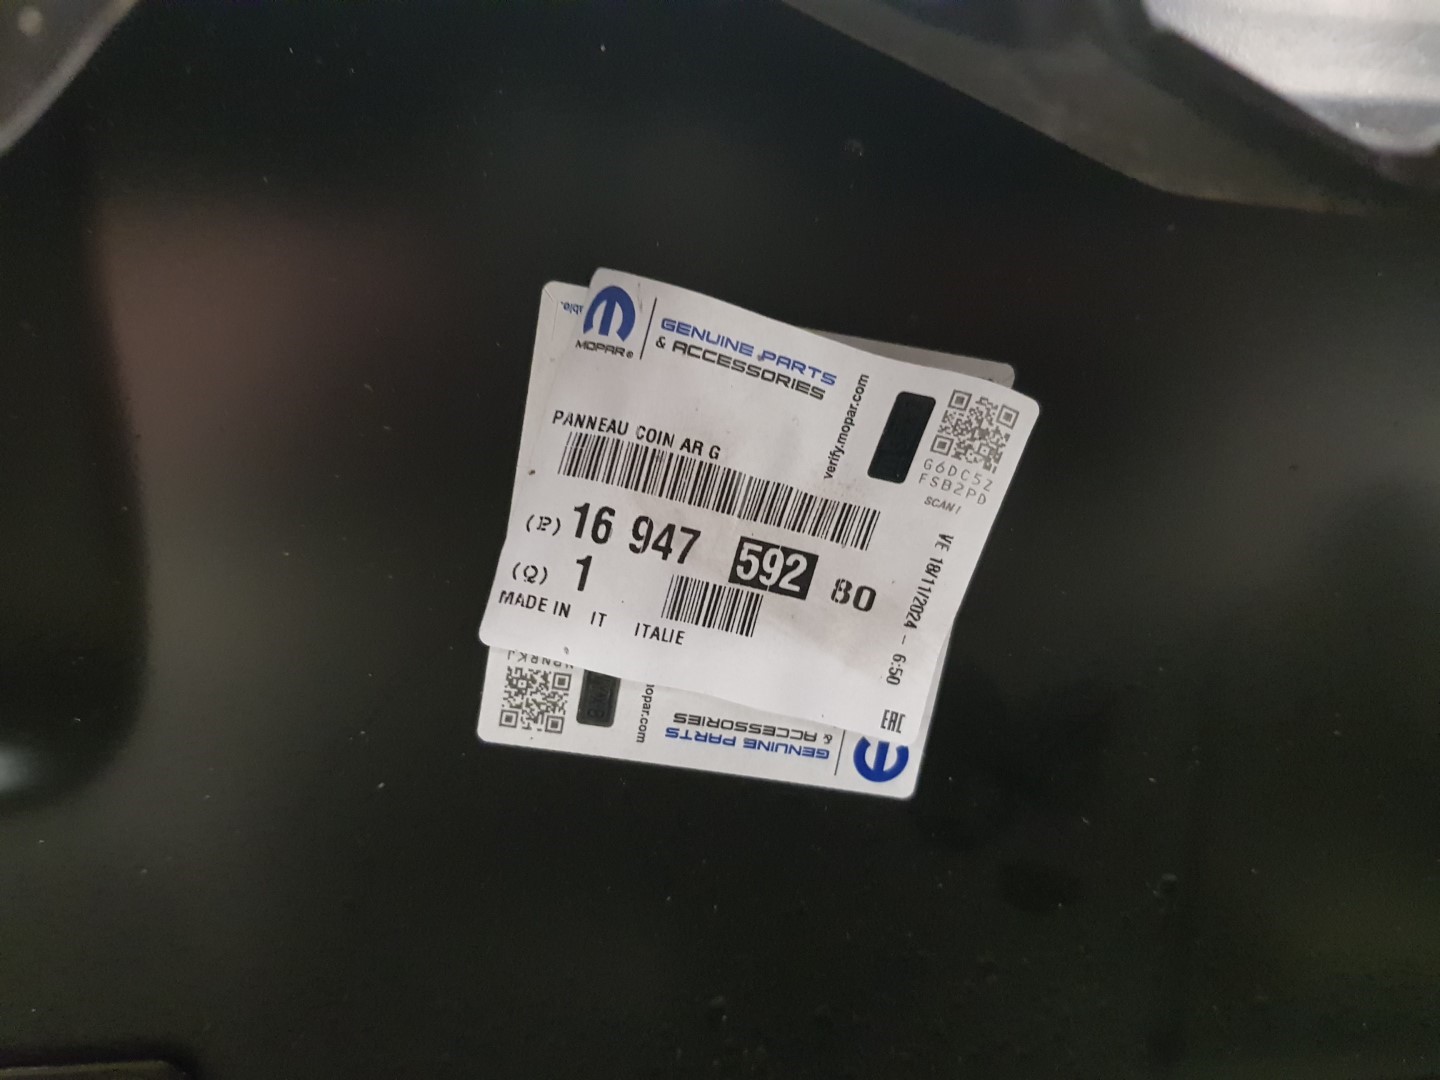 MOPAR®
GENUINE PARTS
& ACCESSORIES
verify.mopar.com
G6DC52
FSB2PD
SCAN!
PANNEAU COIN AR G
(P) 16 947 592 80
(Q) 1
MADE IN IT ITALIE
VE 18/11/2024 - 6:50
EAC
GENUINE PARTS
& ACCESSORIES